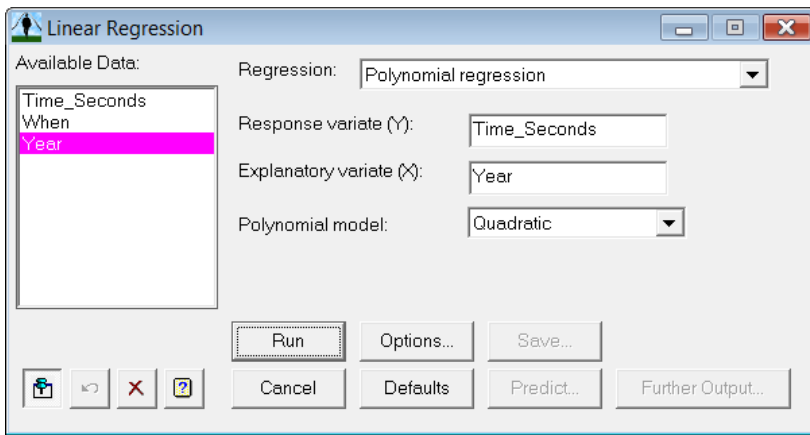 Linear Regression
Available Data:
Time_Seconds
When
Year
Regression: Polynomial regression
Response variate (Y): Time_Seconds
Explanatory variate (X): Year
Polynomial model: Quadratic
Run Options... Save...
Cancel Defaults Predict... Further Output...